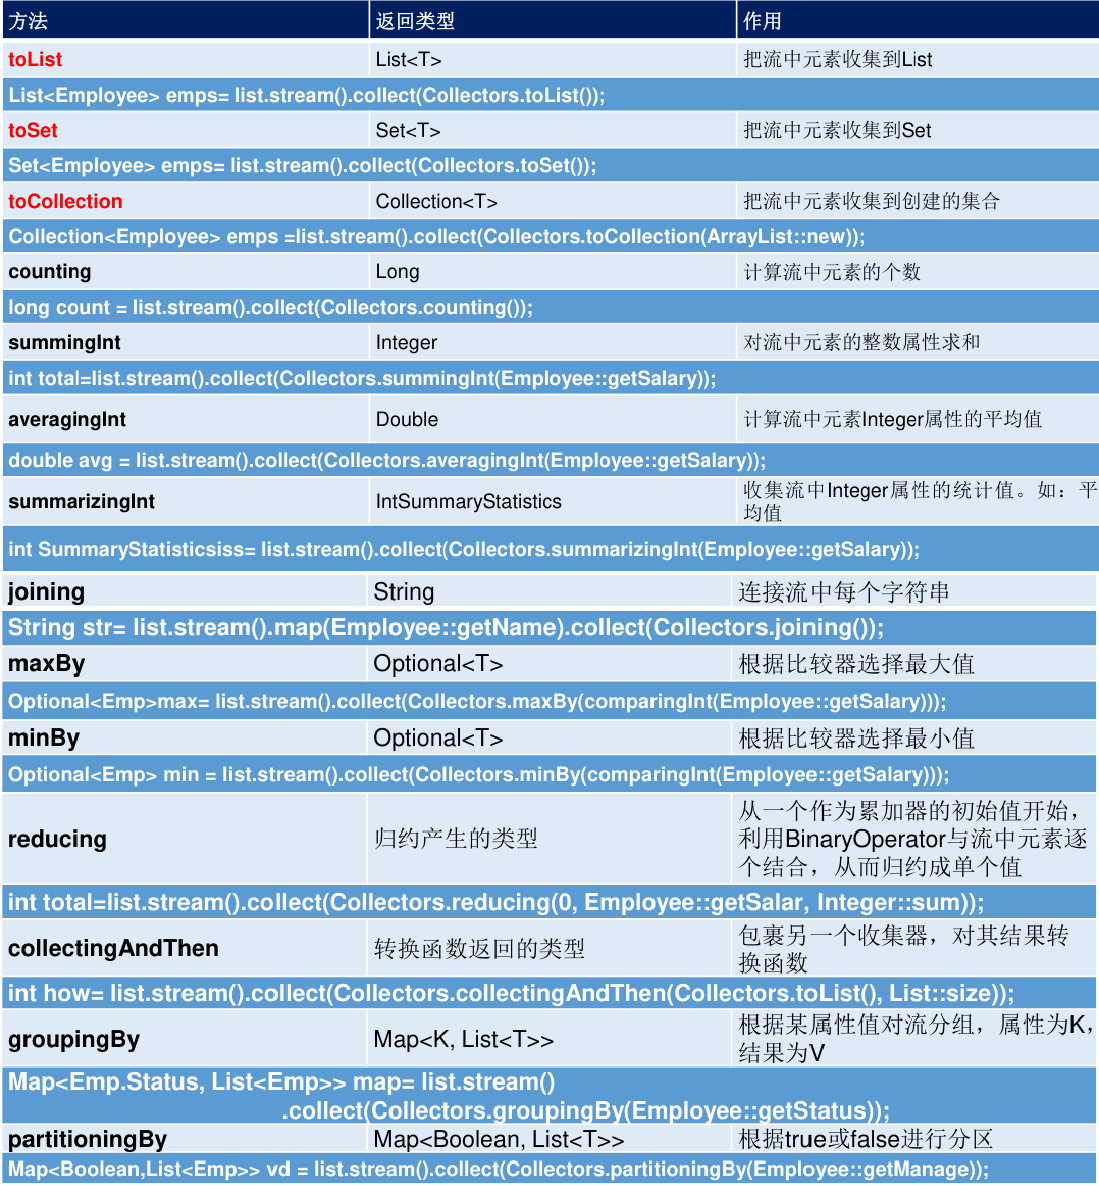 方法 返回类型 作用
toList List<T> 把流中元素收集到List
List<Employee> emps= list.stream().collect(Collectors.toList());
toSet Set<T> 把流中元素收集到Set
Set<Employee> emps= list.stream().collect(Collectors.toSet());
toCollection Collection<T> 把流中元素收集到创建的集合
Collection<Employee> emps =list.stream().collect(Collectors.toCollection(ArrayList::new));
counting Long 计算流中元素的个数
long count = list.stream().collect(Collectors.counting());
summingInt Integer 对流中元素的整数属性求和
int total=list.stream().collect(Collectors.summingInt(Employee::getSalary));
averagingInt Double 计算流中元素Integer属性的平均值
double avg = list.stream().collect(Collectors.averagingInt(Employee::getSalary));
summarizingInt IntSummaryStatistics 收集流中Integer属性的统计值。如：平
均值
int SummaryStatisticsiss= list.stream().collect(Collectors.summarizingInt(Employee::getSalary));
joining String 连接流中每个字符串
String str= list.stream().map(Employee::getName).collect(Collectors.joining());
maxBy Optional<T> 根据比较器选择最大值
Optional<Emp>max= list.stream().collect(Collectors.maxBy(comparingInt(Employee::getSalary)));
minBy Optional<T> 根据比较器选择最小值
Optional<Emp> min = list.stream().collect(Collectors.minBy(comparingInt(Employee::getSalary)));
reducing 归约产生的类型 从一个作为累加器的初始值开始，
利用BinaryOperator与流中元素逐
个结合，从而归约成单个值
int total=list.stream().collect(Collectors.reducing(0, Employee::getSalar, Integer::sum));
collectingAndThen 转换函数返回的类型 包裹另一个收集器，对其结果转
换函数
int how= list.stream().collect(Collectors.collectingAndThen(Collectors.toList(), List::size));
groupingBy Map<K, List<T>> 根据某属性值对流分组，属性为K，
结果为V
Map<Emp.Status, List<Emp>> map= list.stream()
.collect(Collectors.groupingBy(Employee::getStatus));
partitioningBy Map<Boolean, List<T>> 根据true或false进行分区
Map<Boolean,List<Emp>> vd = list.stream().collect(Collectors.partitioningBy(Employee::getManage));